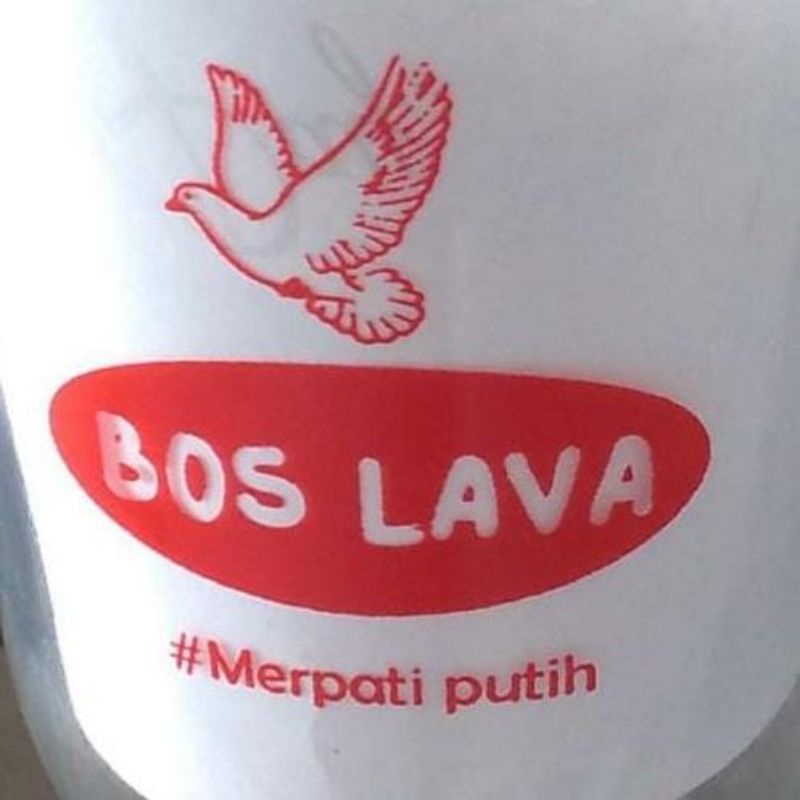 BOS LAVA
#Merpati putih